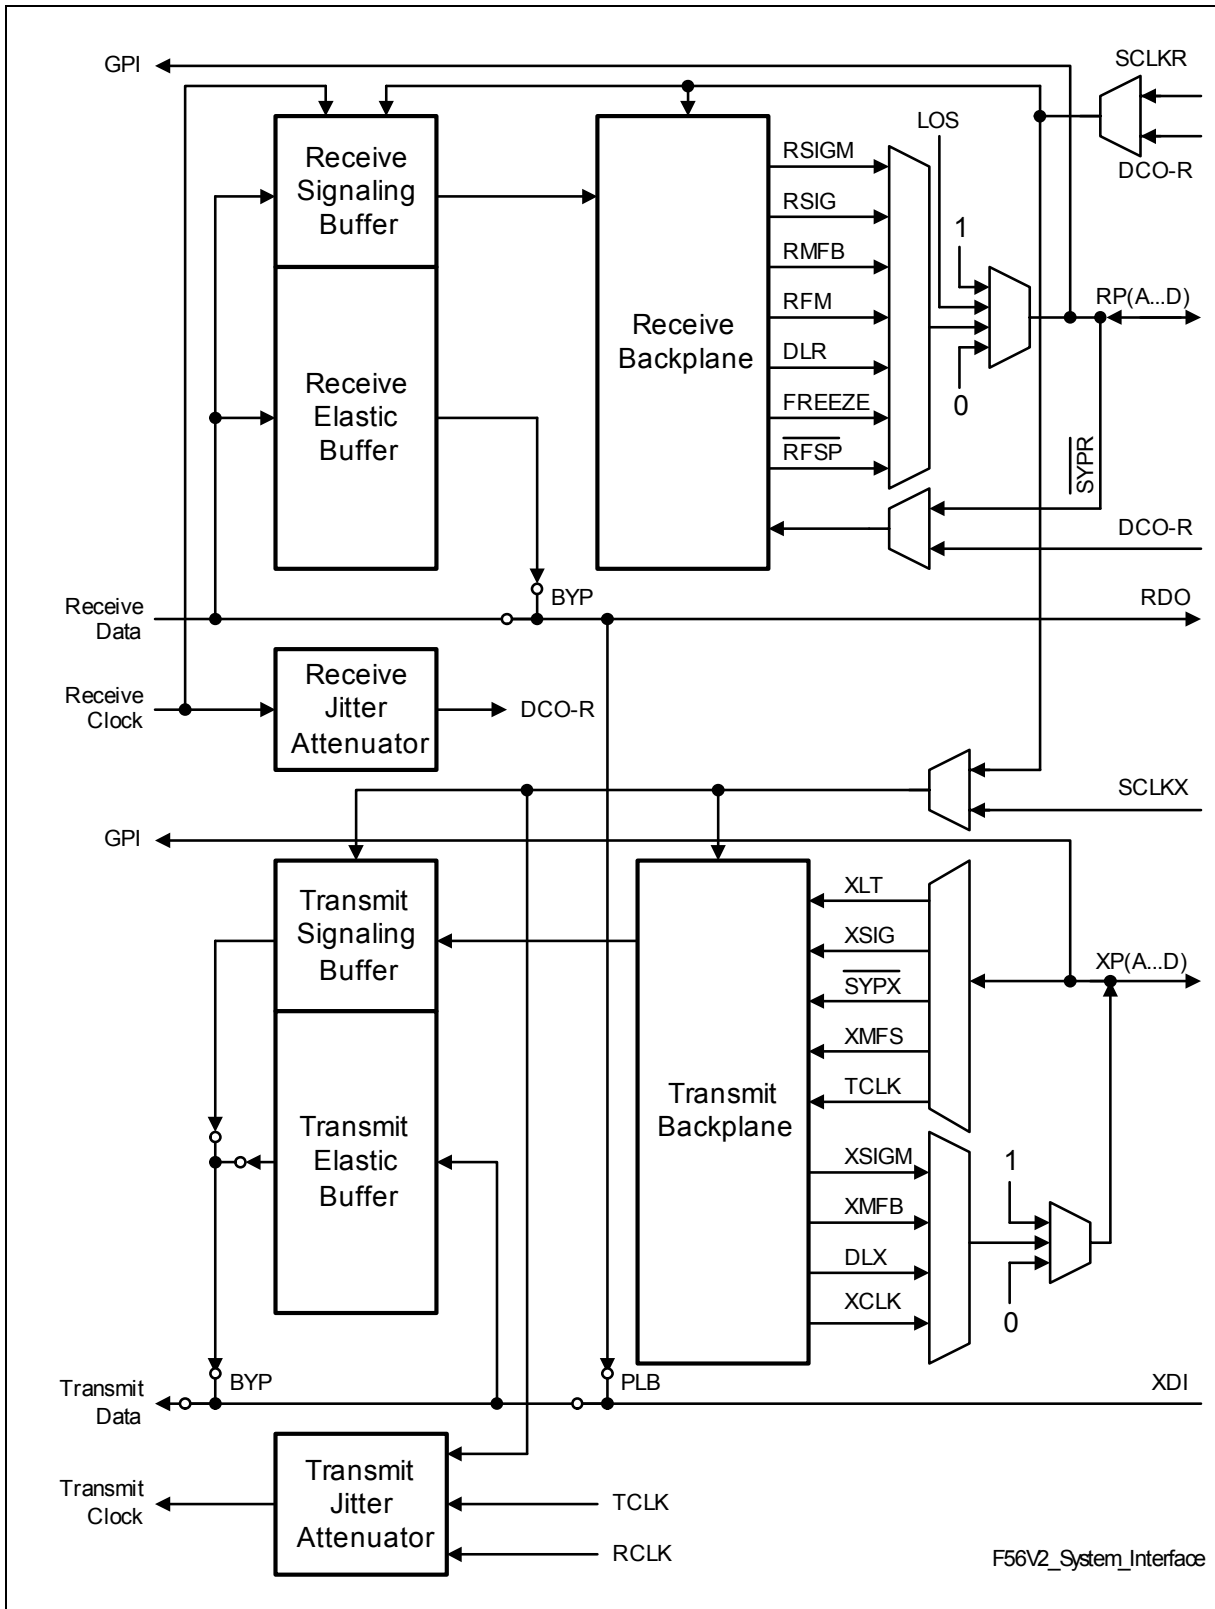 GPI
SCLKR
LOS
DCO-R
Receive
Signaling
Buffer
RSIGM
RSIG
RMFB
RFM
DLR
FREEZE
RFSP
1
0
RP(A...D)
Receive
Backplane
Receive
Elastic
Buffer
SYPR
DCO-R
BYP
RDO
Receive
Data
Receive
Clock
Receive
Jitter
Attenuator
DCO-R
SCLKX
GPI
Transmit
Signaling
Buffer
XLT
XSIG
SYPX
XMFS
TCLK
XP(A...D)
Transmit
Backplane
Transmit
Elastic
Buffer
XSIGM
XMFB
DLX
XCLK
1
0
BYP
PLB
XDI
Transmit
Data
Transmit
Clock
Transmit
Jitter
Attenuator
TCLK
RCLK
F56V2_System_Interface